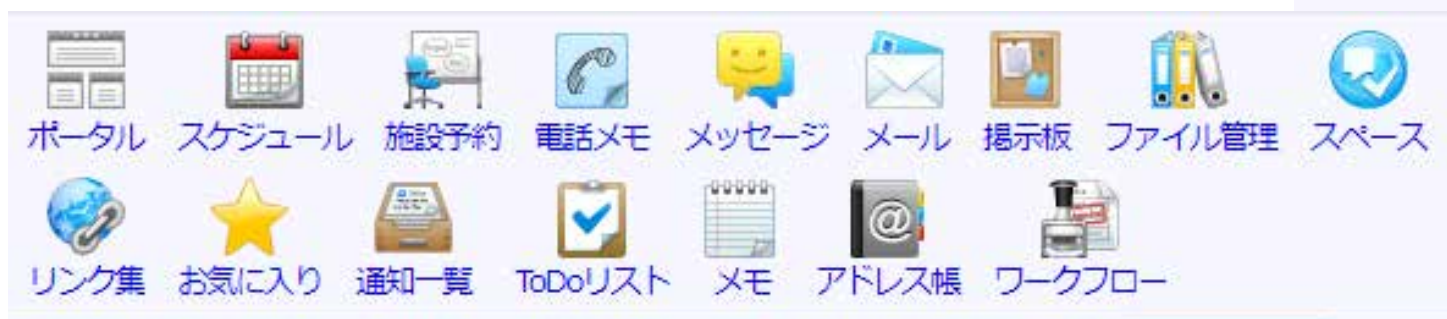 ポータル スケジュール 施設予約 電話メモ メッセージ メール 掲示板 ファイル管理 スペース
リンク集 お気に入り 通知一覧 ToDoリスト メモ アドレス帳 ワークフロー